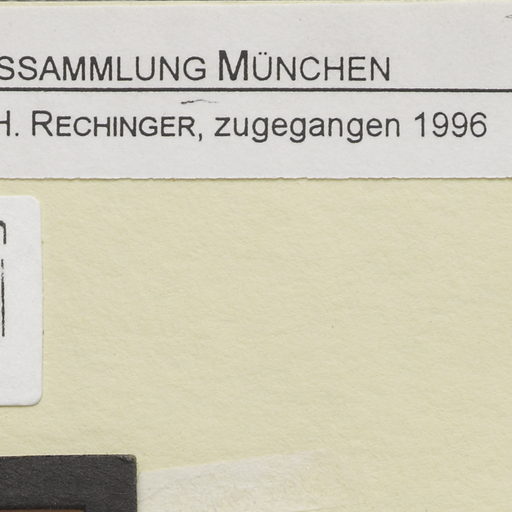 SSAMMLUNG MÜNCHEN
H. RECHINGER, zugegangen 1996